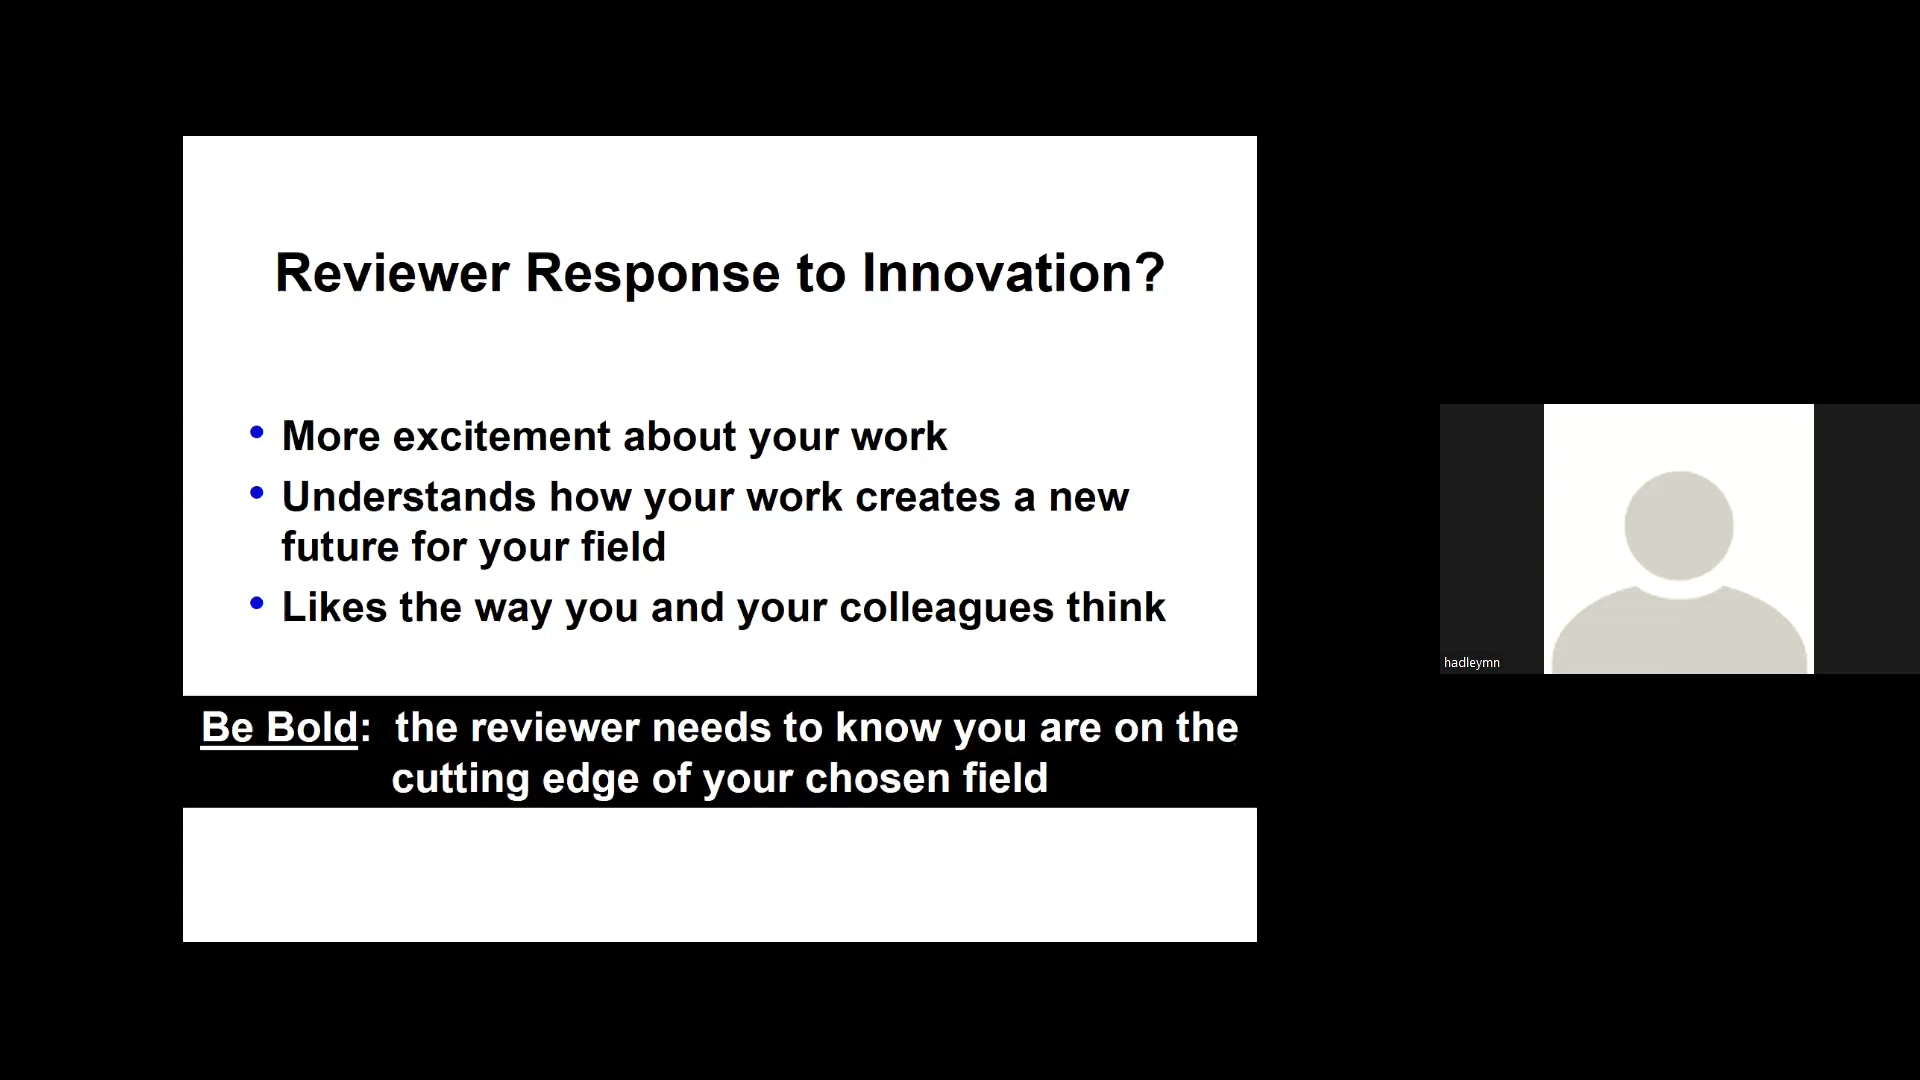 Reviewer Response to Innovation?
• More excitement about your work
• Understands how your work creates a new
future for your field
• Likes the way you and your colleagues think
Be Bold: the reviewer needs to know you are on the
cutting edge of your chosen field
hadleymn